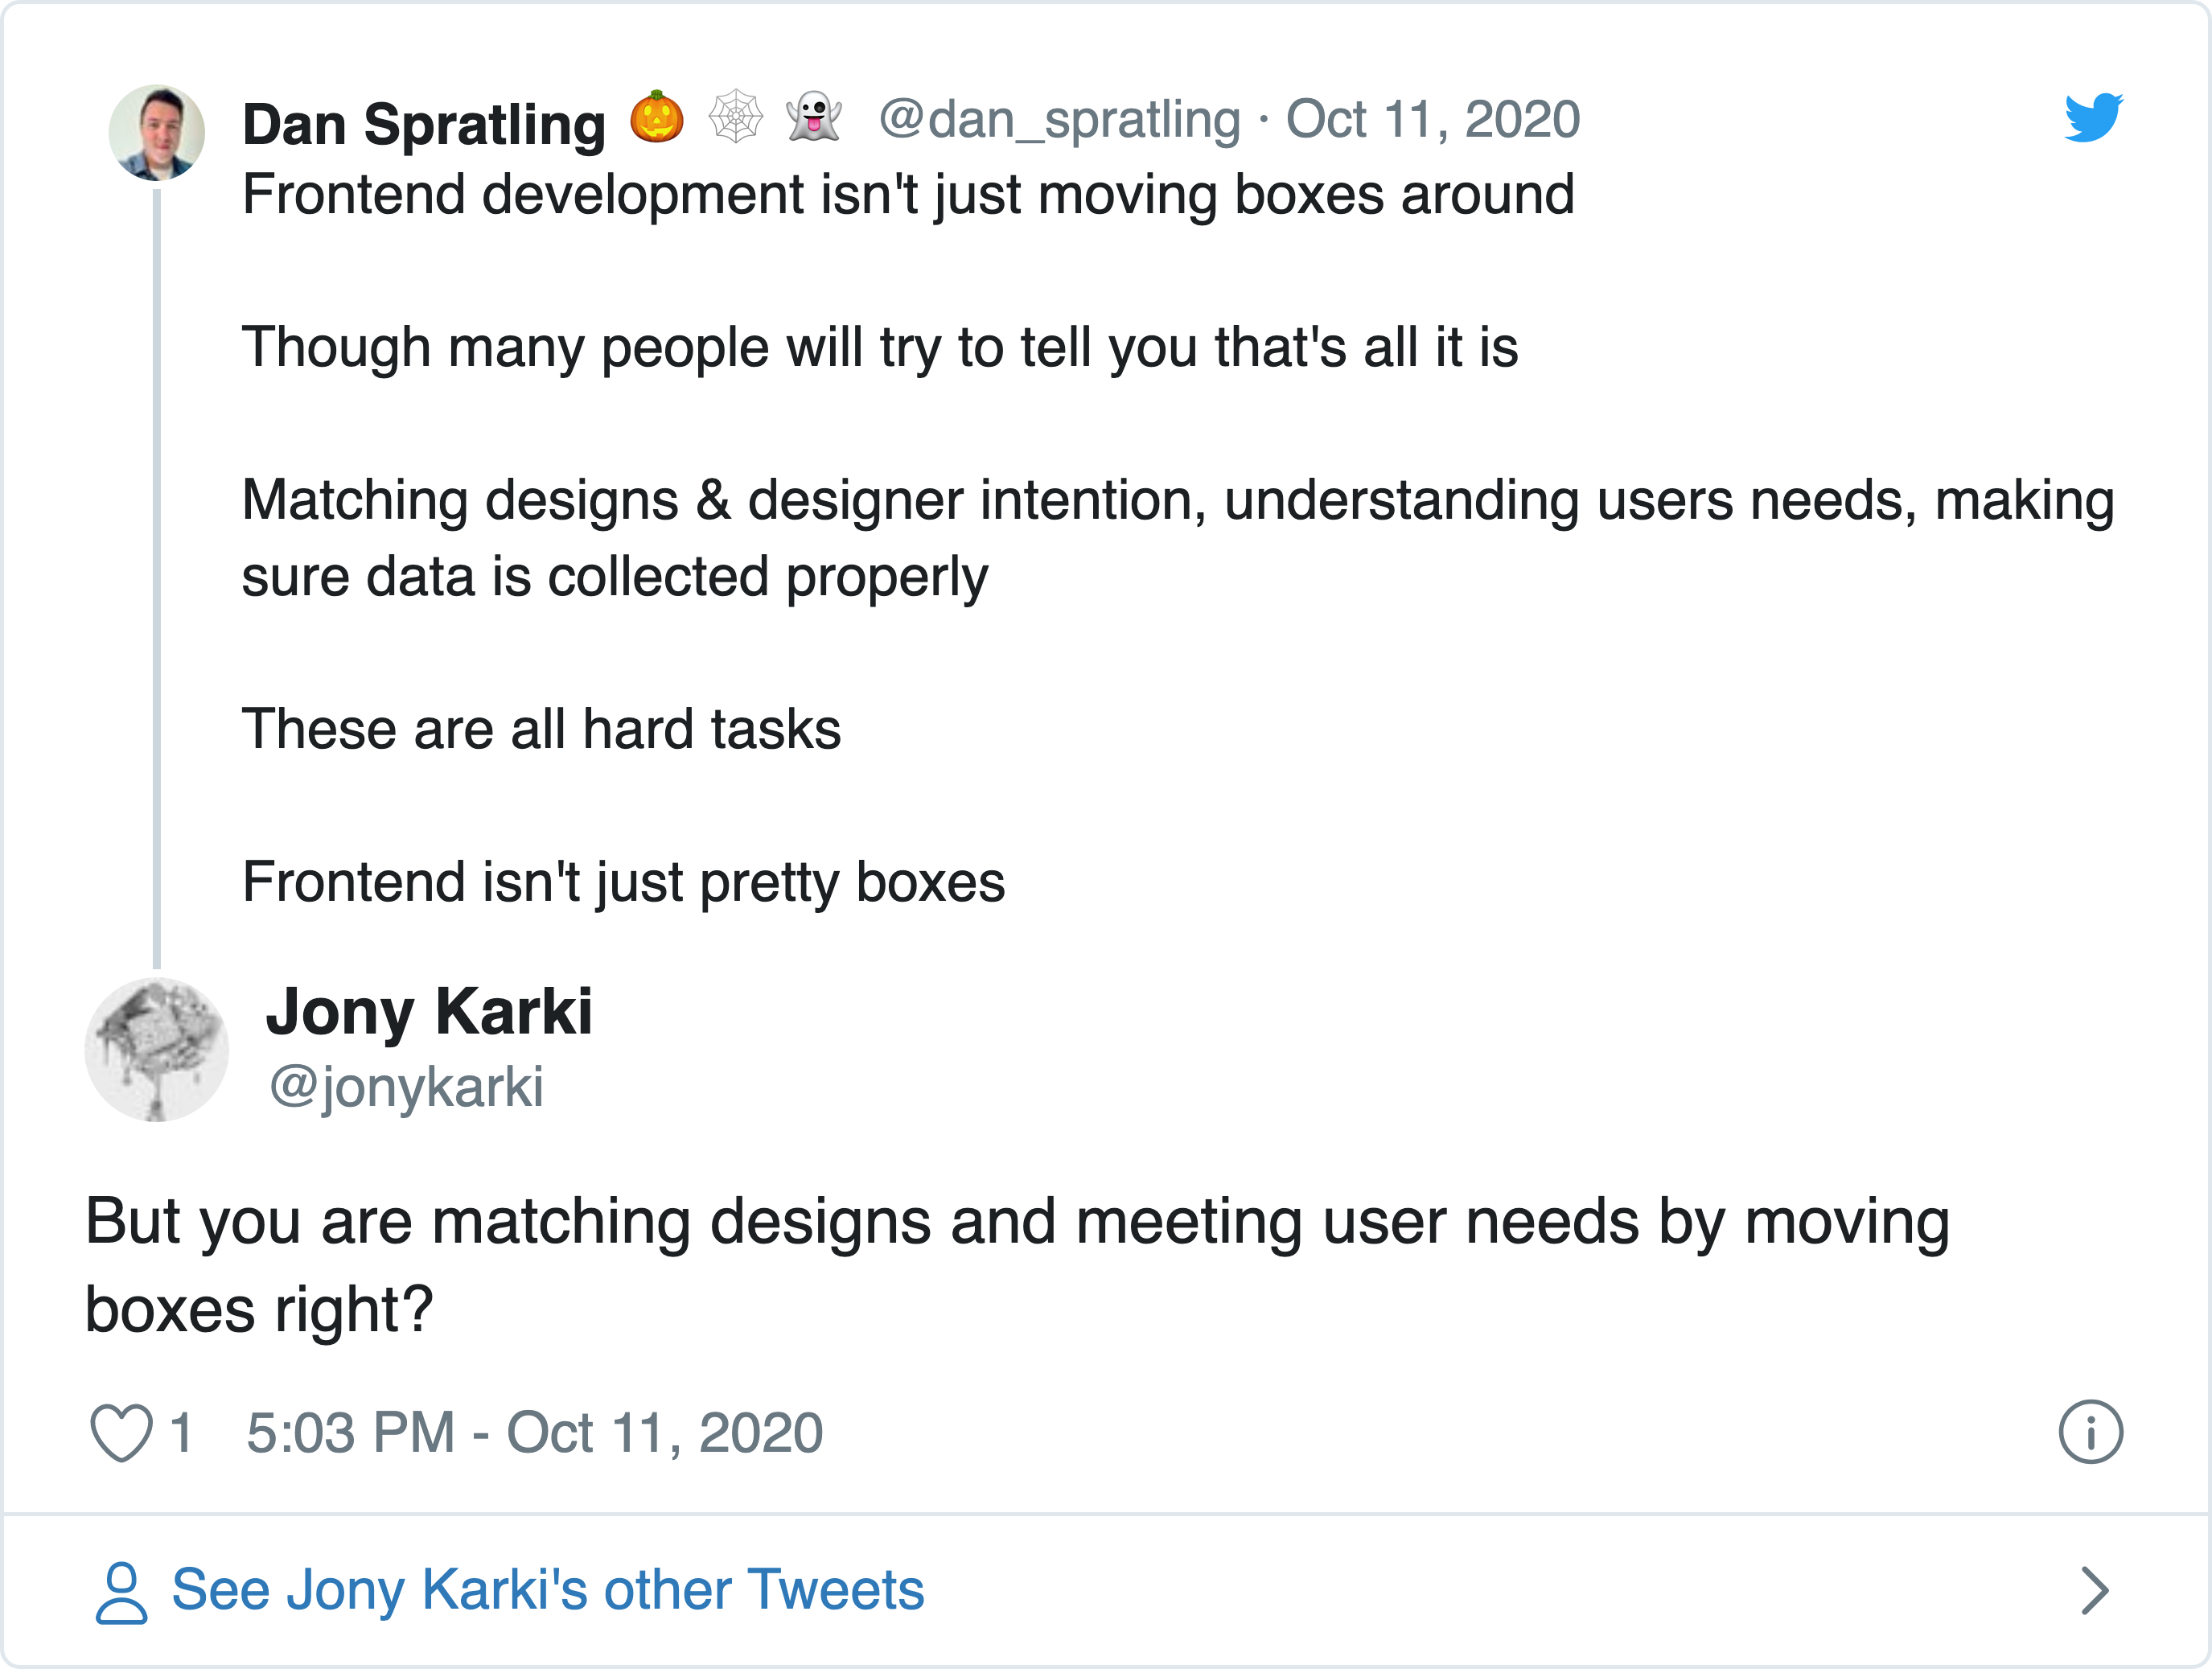 Dan Spratling 🎃 🕸 👻 @dan_spratling · Oct 11, 2020
Frontend development isn't just moving boxes around
Though many people will try to tell you that's all it is
Matching designs & designer intention, understanding users needs, making
sure data is collected properly
These are all hard tasks
Frontend isn't just pretty boxes
Jony Karki
@jonykarki
But you are matching designs and meeting user needs by moving
boxes right?
1 5:03 PM - Oct 11, 2020
See Jony Karki's other Tweets